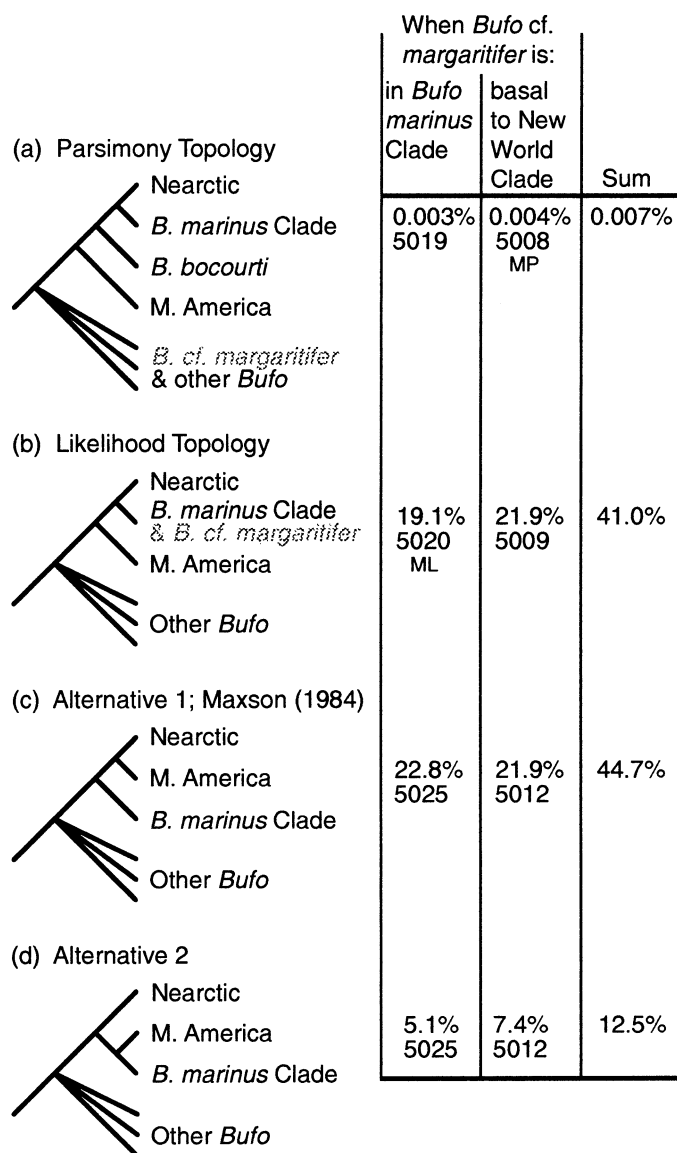 When Bufo cf.
margaritifer is:
in Bufo
marinus
Clade
basal
to New
World
Clade
Sum
(a) Parsimony Topology
Nearctic
B. marinus Clade
B. bocourti
M. America
B. cf. margaritifer
& other Bufo
0.003% 0.004% 0.007%
5019 5008
MP
(b) Likelihood Topology
Nearctic
B. marinus Clade
& B. cf. margaritifer
M. America
Other Bufo
19.1% 21.9% 41.0%
5020 5009
ML
(c) Alternative 1; Maxson (1984)
Nearctic
M. America
B. marinus Clade
Other Bufo
22.8% 21.9% 44.7%
5025 5012
(d) Alternative 2
Nearctic
M. America
B. marinus Clade
Other Bufo
5.1% 7.4% 12.5%
5025 5012